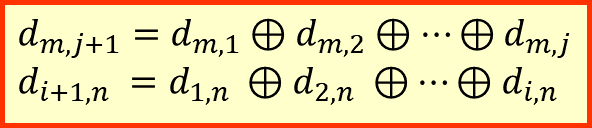 d_{m,j+1} = d_{m,1} ⊕ d_{m,2} ⊕ ⋯ ⊕ d_{m,j}
d_{i+1,n} = d_{1,n} ⊕ d_{2,n} ⊕ ⋯ ⊕ d_{i,n}